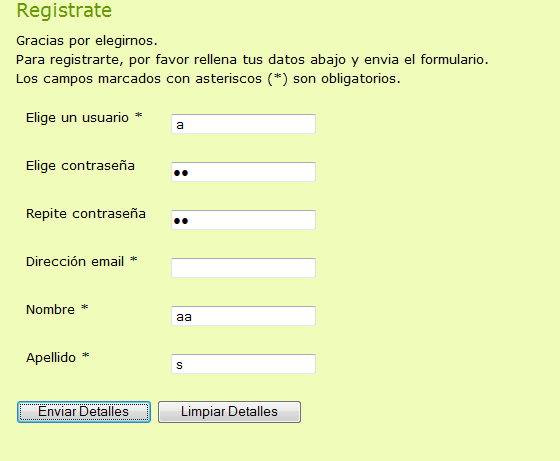 Registrate
Gracias por elegirnos.
Para registrarte, por favor rellena tus datos abajo y envia el formulario.
Los campos marcados con asteriscos (*) son obligatorios.
Elige un usuario * a
Elige contraseña ••
Repite contraseña ••
Dirección email *
Nombre * aa
Apellido * s
Enviar Detalles Limpiar Detalles